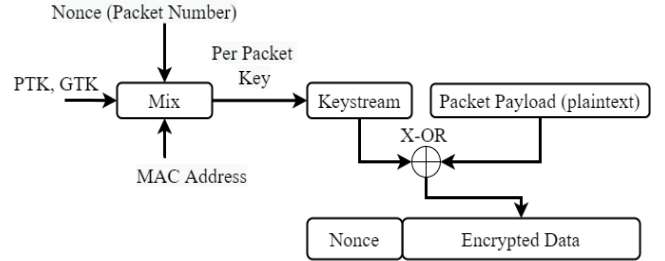 Nonce (Packet Number)
Per Packet
Key
PTK, GTK
Mix
Keystream
Packet Payload (plaintext)
X-OR
MAC Address
Nonce
Encrypted Data